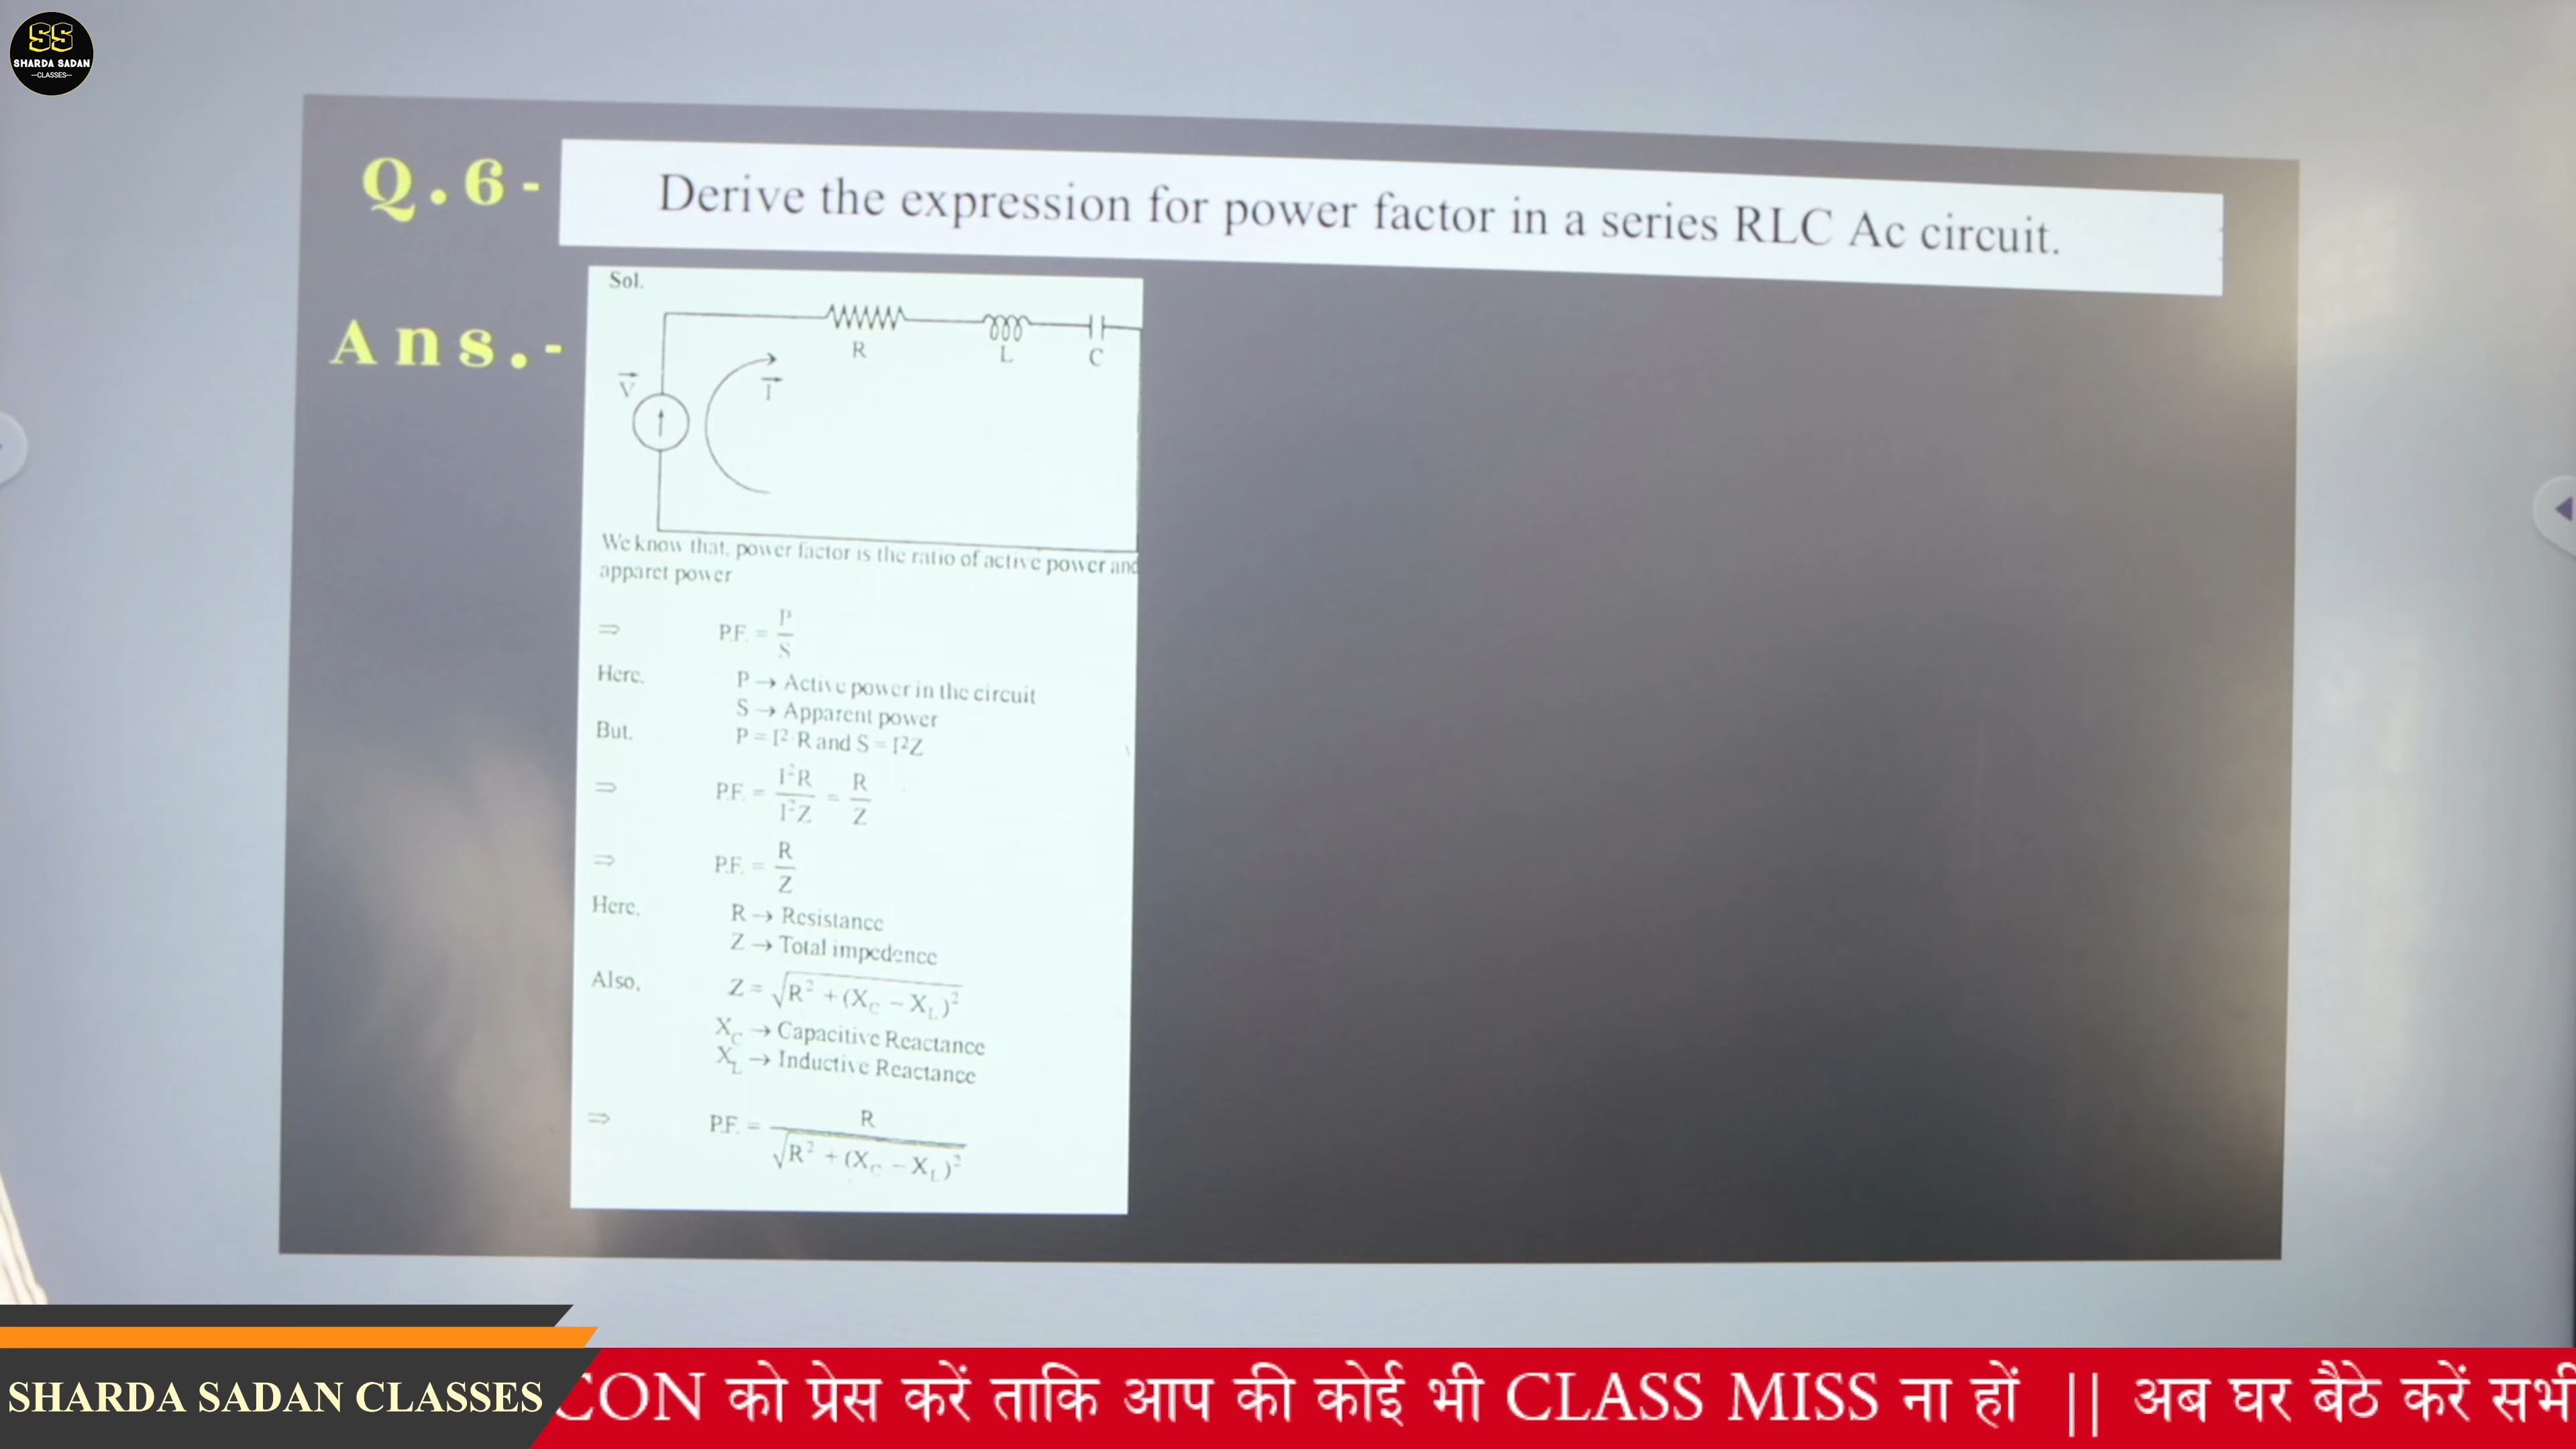 SS
SHARDA SADAN
—CLASSES—
Q.6-
Derive the expression for power factor in a series RLC Ac circuit.
Ans.-
Sol.
R
L
C
V
I
We know that, power factor is the ratio of active power and
apparet power
⇒ P.F. = P/S
Here, P → Active power in the circuit
S → Apparent power
But, P = I²·R and S = I²Z
⇒ P.F. = I²R/I²Z = R/Z
⇒ P.F. = R/Z
Here, R → Resistance
Z → Total impedence
Also, Z = √R² + (X_C − X_L)²
X_C → Capacitive Reactance
X_L → Inductive Reactance
⇒ P.F. = R/√R² + (X_C − X_L)²
SHARDA SADAN CLASSES
CON को प्रेस करें ताकि आप की कोई भी CLASS MISS ना हों || अब घर बैठे करें सभी